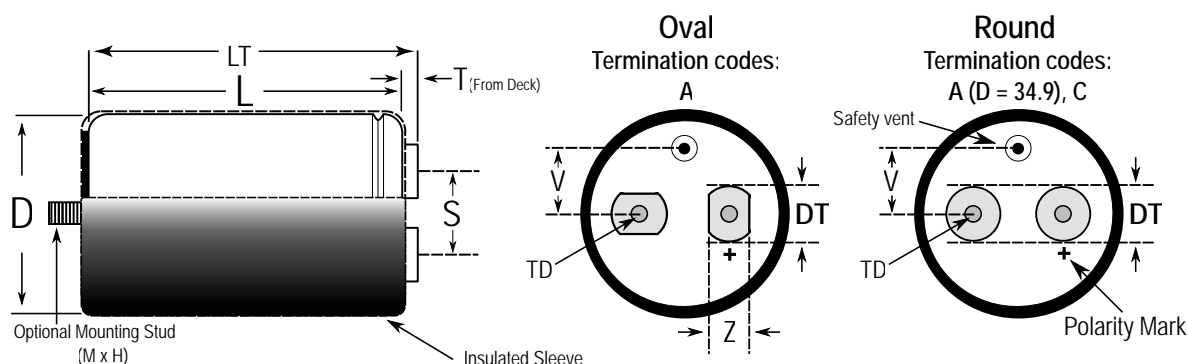 LT
L
T (From Deck)
D
S
Optional Mounting Stud
(M x H)
Insulated Sleeve
Oval
Termination codes:
A
V
DT
TD
+
Z
Round
Termination codes:
A (D = 34.9), C
Safety vent
V
DT
TD
+
Polarity Mark